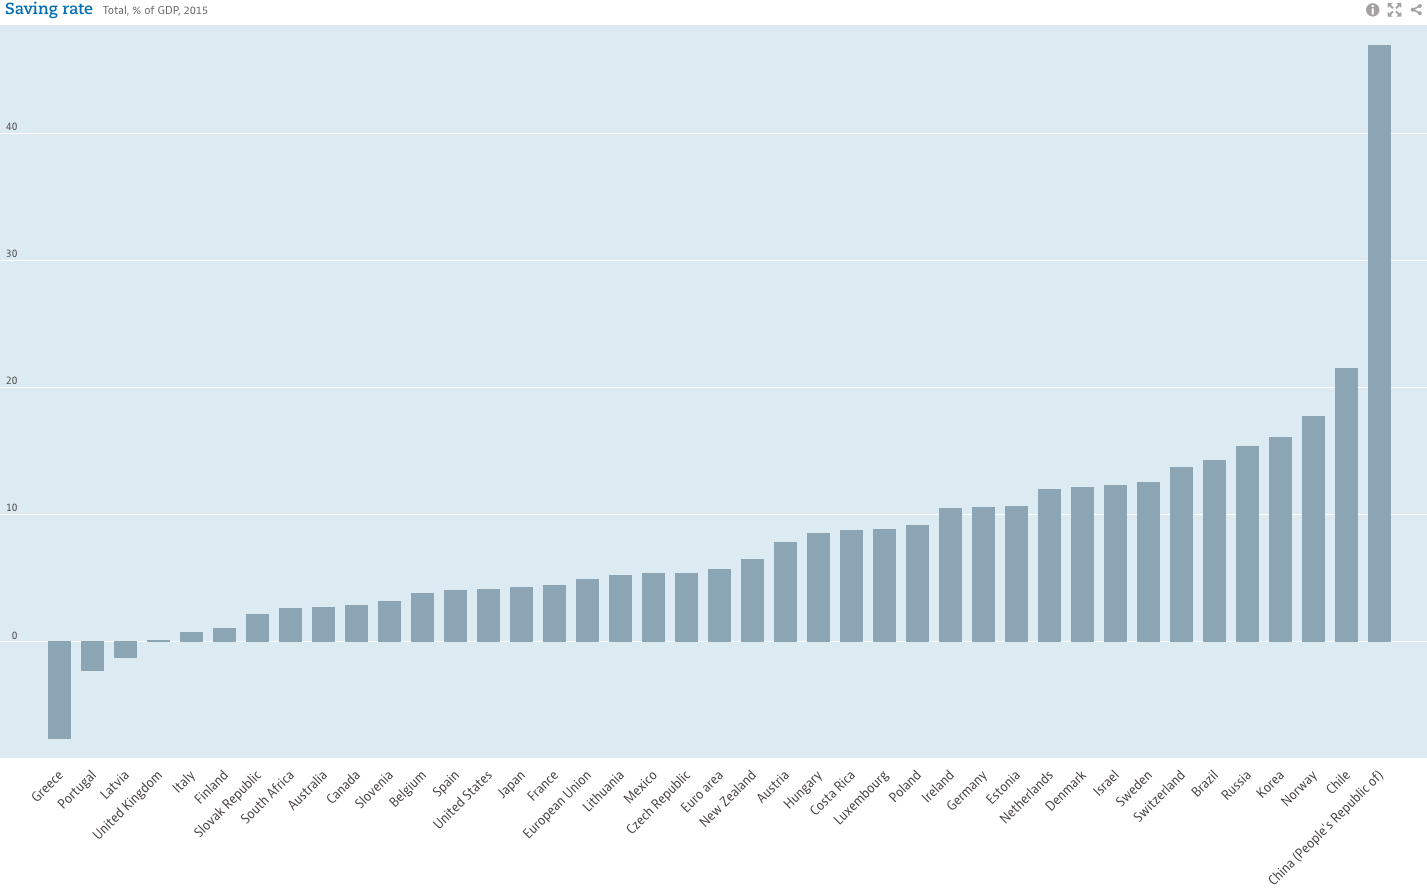 Saving rate Total, % of GDP, 2015
40
30
20
10
0
Greece
Portugal
Latvia
United Kingdom
Italy
Finland
Slovak Republic
South Africa
Australia
Canada
Slovenia
Belgium
Spain
United States
Japan
France
European Union
Lithuania
Mexico
Czech Republic
Euro area
New Zealand
Austria
Hungary
Costa Rica
Luxembourg
Poland
Ireland
Germany
Estonia
Netherlands
Denmark
Israel
Sweden
Switzerland
Brazil
Russia
Korea
Norway
Chile
China (People's Republic of)